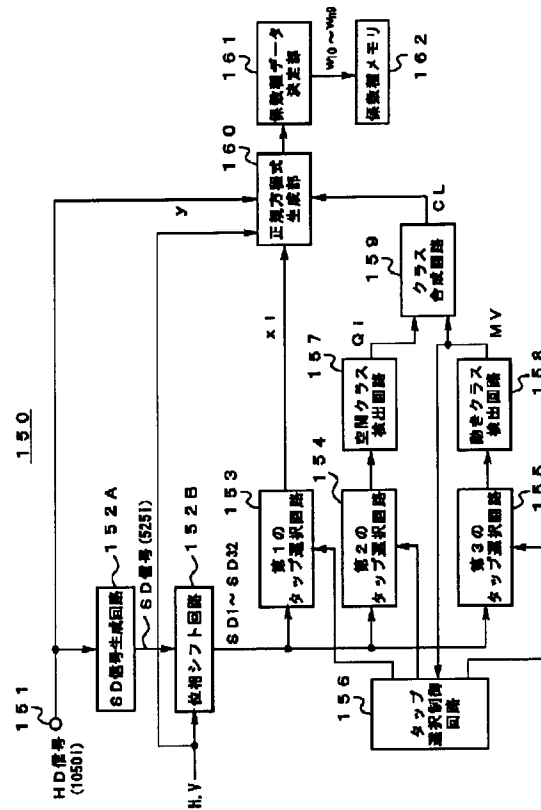 150
151
HD信号
(1050i)
152A
SD信号生成回路
SD信号(525i)
152B
位相シフト回路
H,V
SD1~SD32
153
第1の
タップ選択回路
154
第2の
タップ選択回路
155
第3の
タップ選択回路
156
タップ
選択制御
回路
157
空間クラス
検出回路
158
動きクラス
検出回路
Qi
MV
159
クラス
合成回路
CL
xi
y
160
正規方程式
生成部
161
係数種データ
決定部
W10~Wn9
162
係数種メモリ